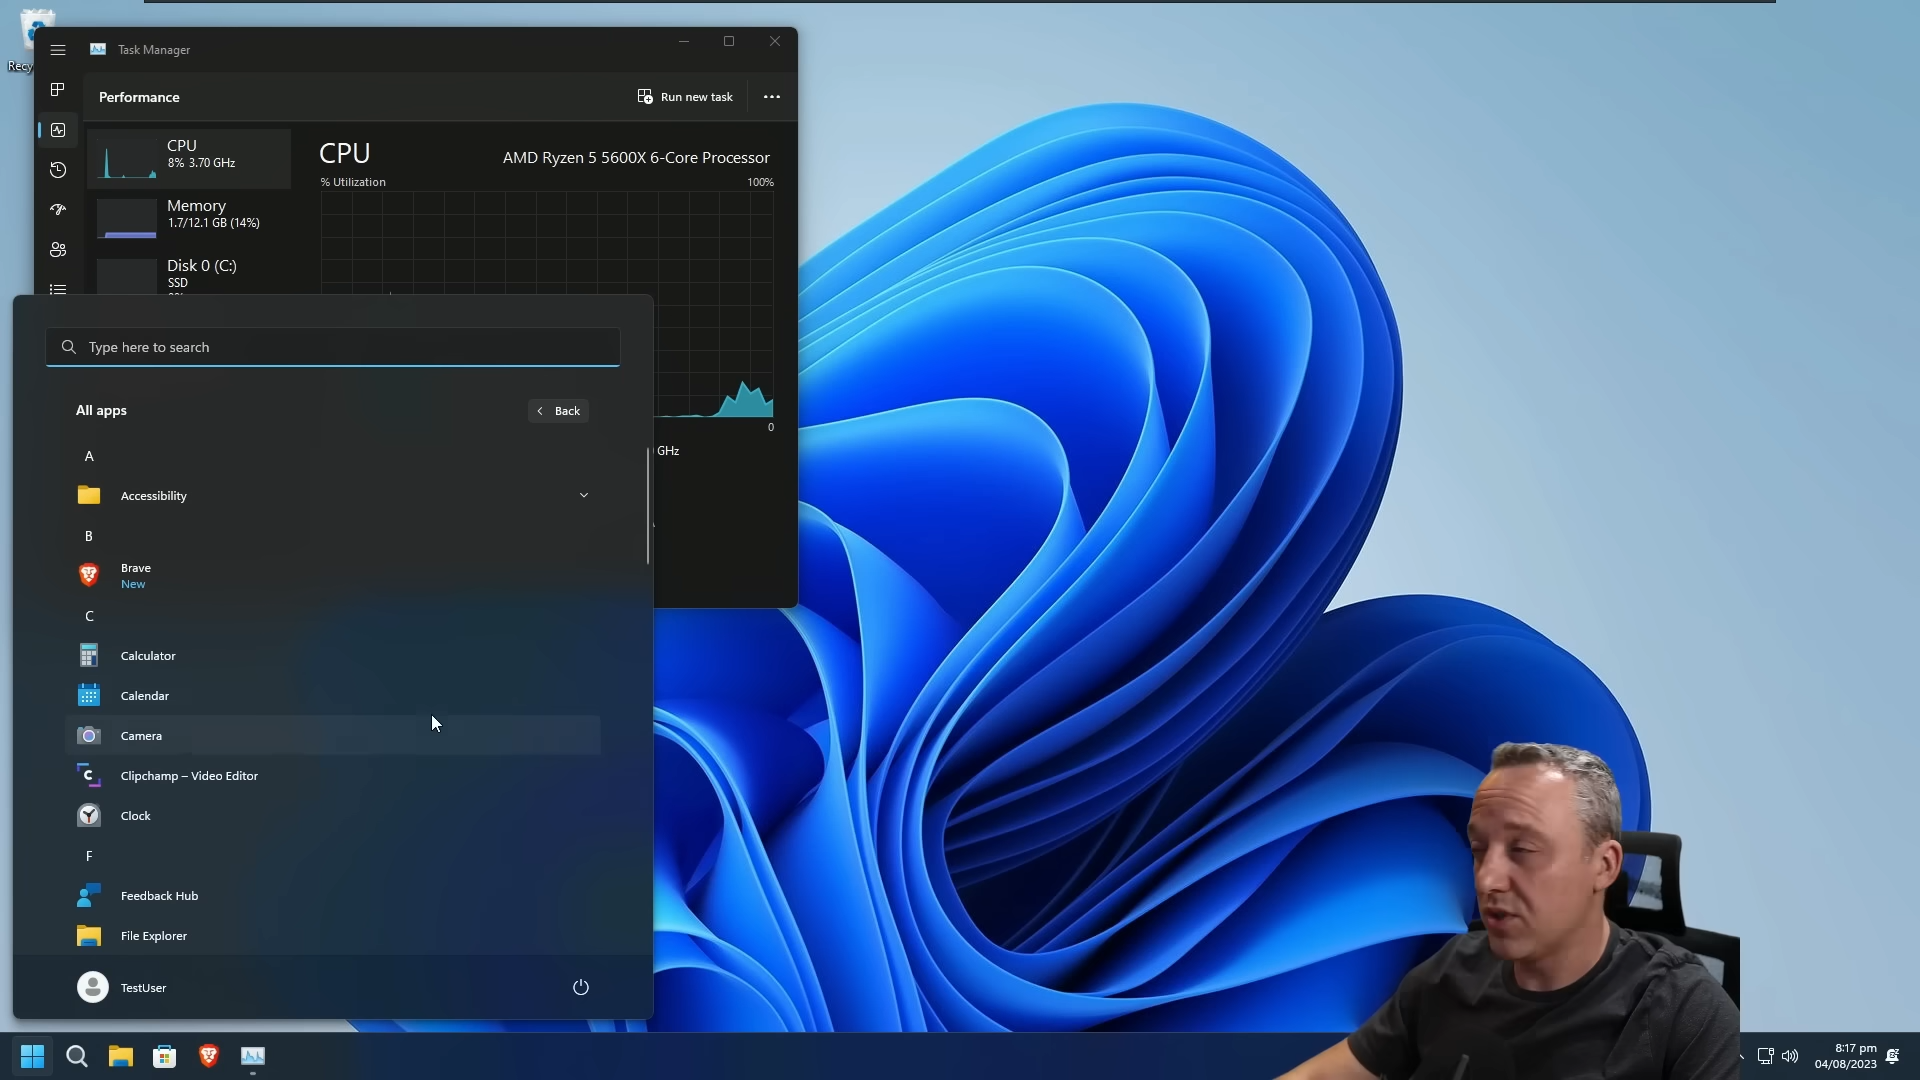 Recy
Task Manager
Performance
Run new task
CPU
8% 3.70 GHz
Memory
1.7/12.1 GB (14%)
Disk 0 (C:)
SSD
CPU
AMD Ryzen 5 5600X 6-Core Processor
% Utilization
100%
0
GHz
Type here to search
All apps
Back
A
Accessibility
B
Brave
New
C
Calculator
Calendar
Camera
Clipchamp – Video Editor
Clock
F
Feedback Hub
File Explorer
TestUser
8:17 pm
04/08/2023